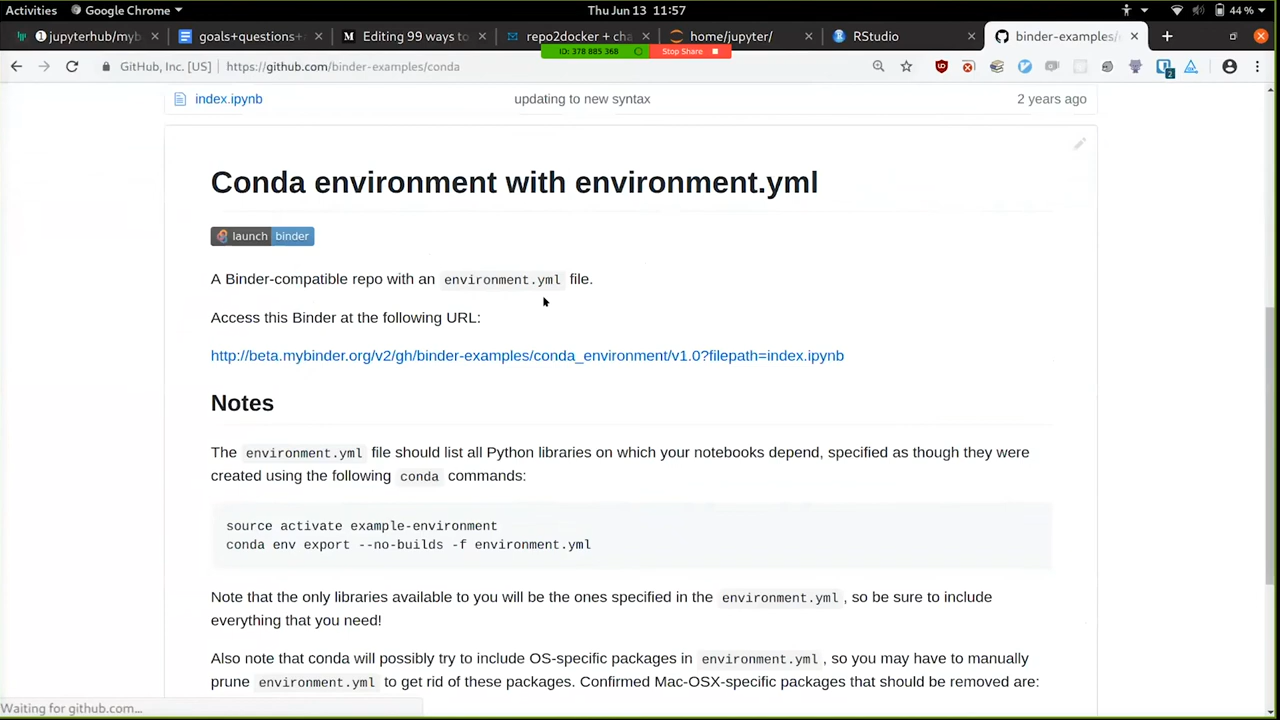 Activities Google Chrome Thu Jun 13 11:57 44 %
jupyterhub/myb goals+questions Editing 99 ways to repo2docker + cha home/jupyter/ RStudio binder-examples/
ID: 378 885 368 Stop Share
GitHub, Inc. [US] https://github.com/binder-examples/conda 2
index.ipynb updating to new syntax 2 years ago
Conda environment with environment.yml
launch binder
A Binder-compatible repo with an environment.yml file.
Access this Binder at the following URL:
http://beta.mybinder.org/v2/gh/binder-examples/conda_environment/v1.0?filepath=index.ipynb
Notes
The environment.yml file should list all Python libraries on which your notebooks depend, specified as though they were
created using the following conda commands:
source activate example-environment
conda env export --no-builds -f environment.yml
Note that the only libraries available to you will be the ones specified in the environment.yml, so be sure to include
everything that you need!
Also note that conda will possibly try to include OS-specific packages in environment.yml, so you may have to manually
prune environment.yml to get rid of these packages. Confirmed Mac-OSX-specific packages that should be removed are:
Waiting for github.com...